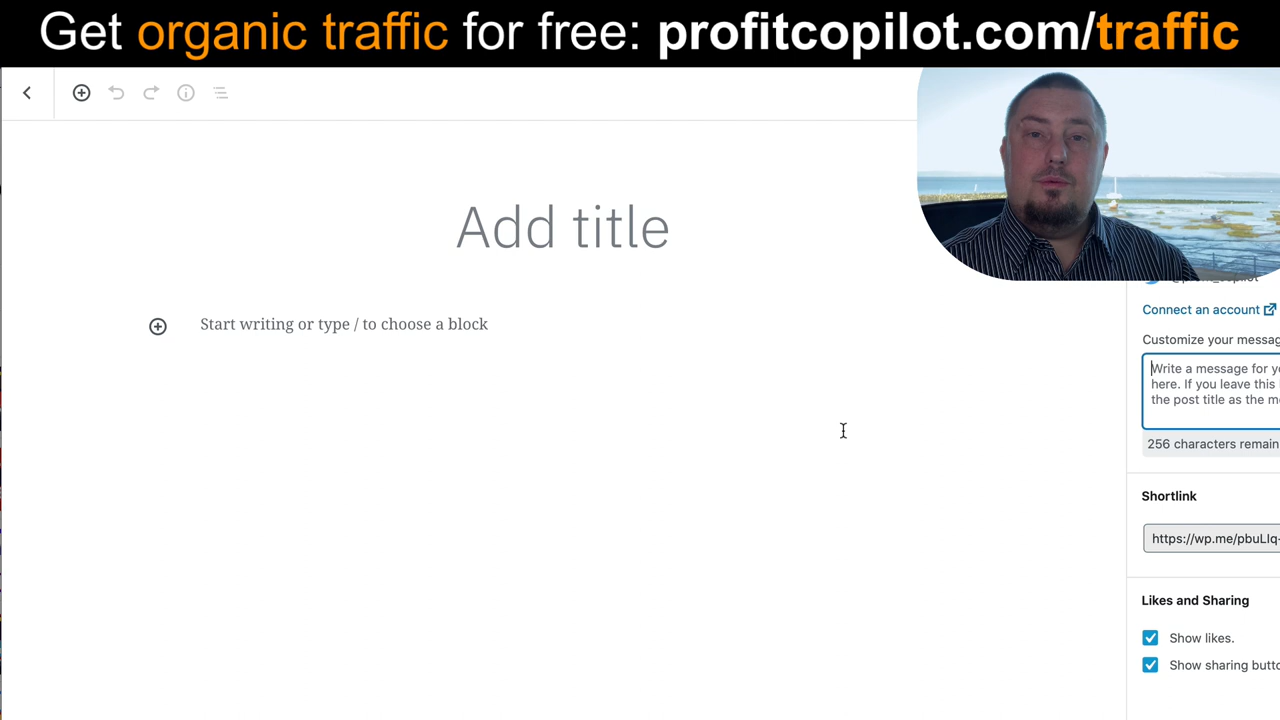 Get organic traffic for free: profitcopilot.com/traffic
Add title
Start writing or type / to choose a block
Connect an account
Customize your messag
Write a message for yo
here. If you leave this
the post title as the m
256 characters remain
Shortlink
https://wp.me/pbuLIq-
Likes and Sharing
Show likes.
Show sharing butto